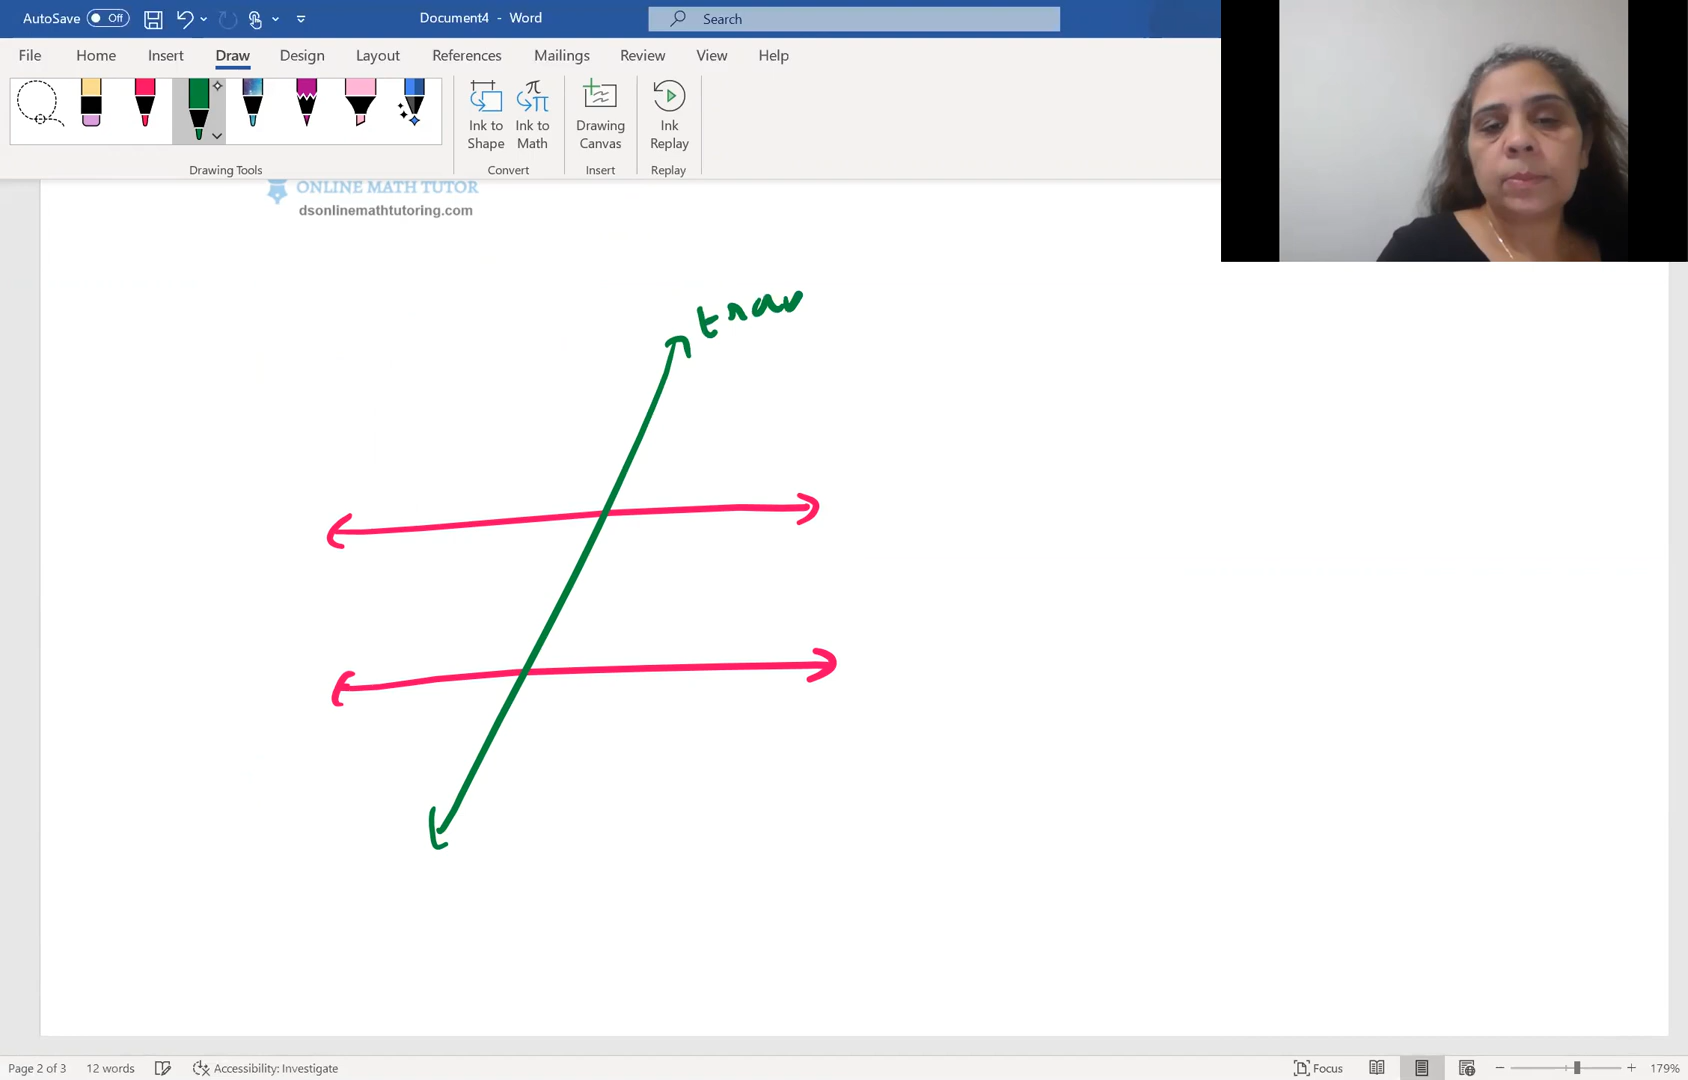 AutoSave Off Document4 - Word Search
File Home Insert Draw Design Layout References Mailings Review View Help
Ink to Shape
Ink to Math
Drawing Canvas
Ink Replay
Drawing Tools Convert Insert Replay
ONLINE MATH TUTOR
dsonlinemathtutoring.com
trav
Page 2 of 3 12 words Accessibility: Investigate Focus 179%